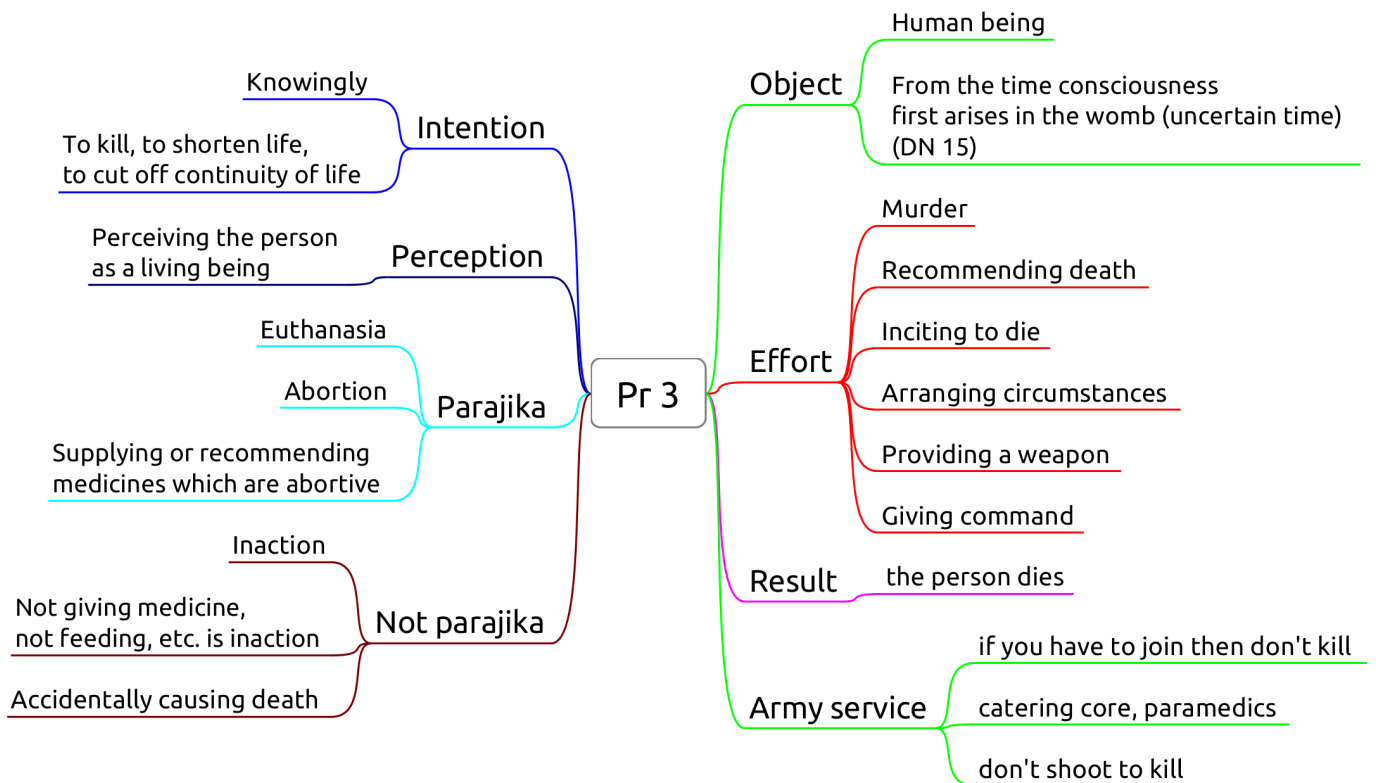 Pr 3
Intention
Knowingly
To kill, to shorten life,
to cut off continuity of life
Perception
Perceiving the person
as a living being
Parajika
Euthanasia
Abortion
Supplying or recommending
medicines which are abortive
Not parajika
Inaction
Not giving medicine,
not feeding, etc. is inaction
Accidentally causing death
Object
Human being
From the time consciousness
first arises in the womb (uncertain time)
(DN 15)
Effort
Murder
Recommending death
Inciting to die
Arranging circumstances
Providing a weapon
Giving command
Result
the person dies
Army service
if you have to join then don't kill
catering core, paramedics
don't shoot to kill